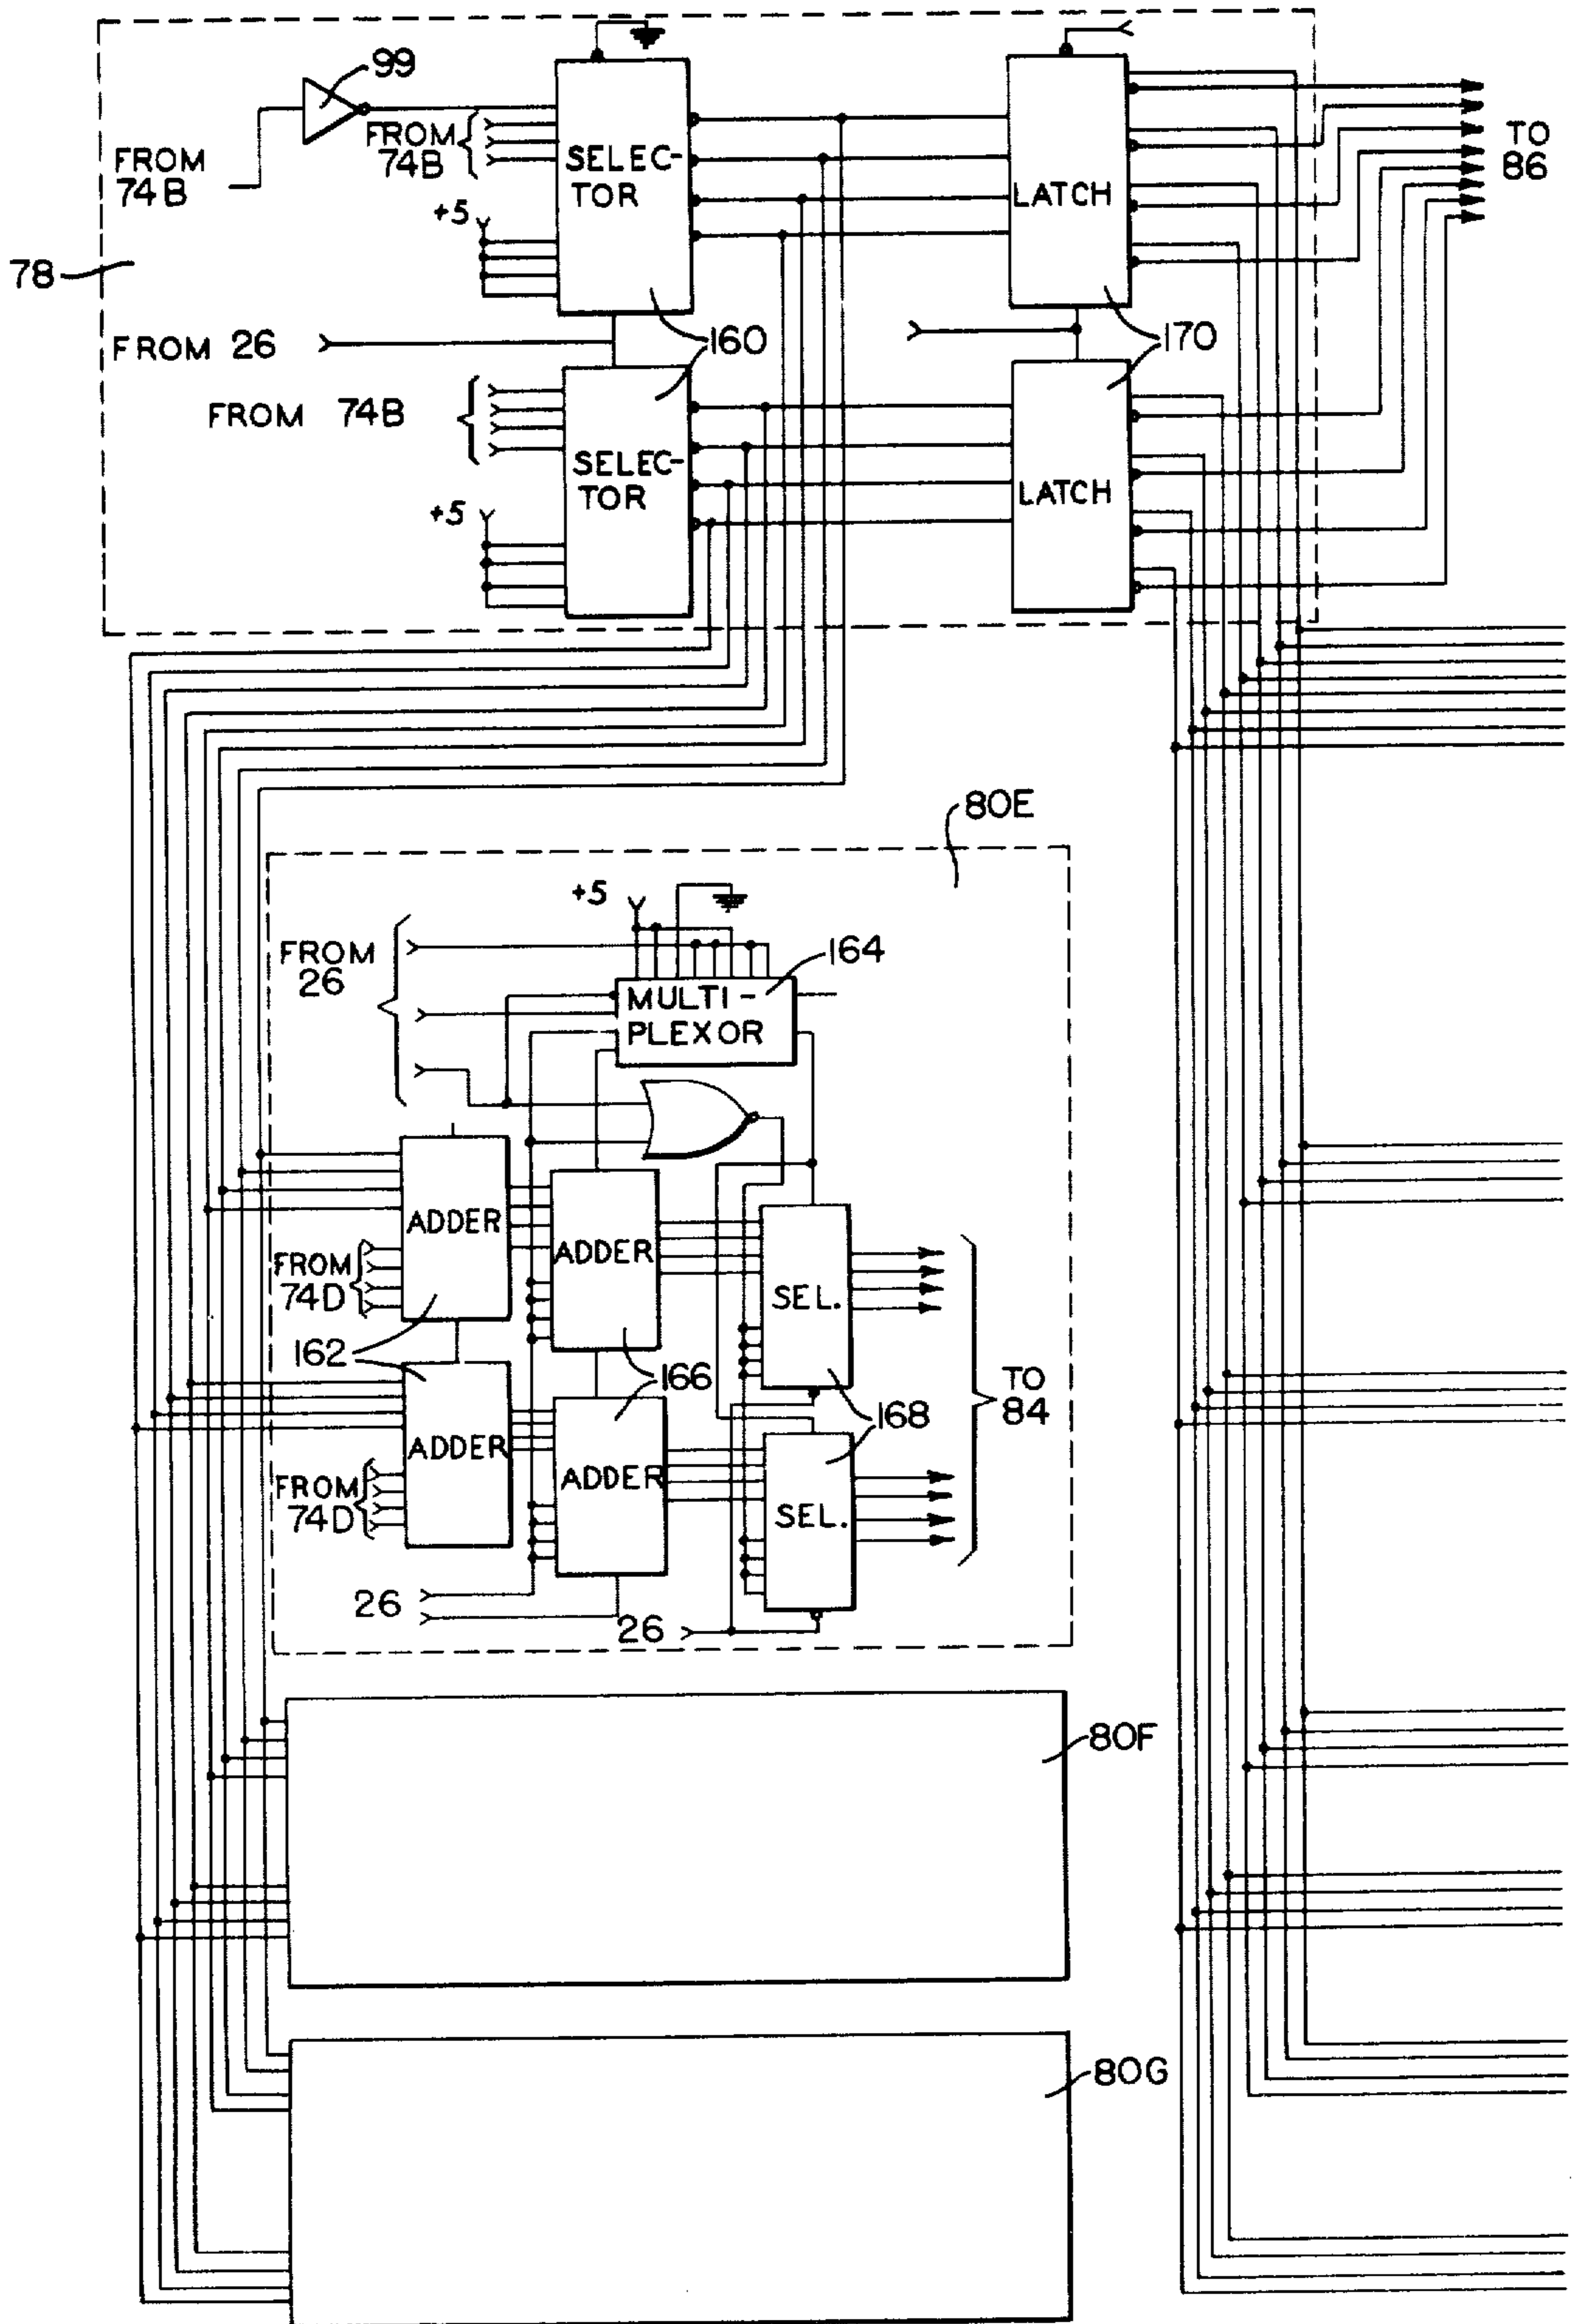 99
FROM
74B
FROM
74B
SELEC-
TOR
+5
LATCH
TO
86
78
FROM 26
160
170
FROM 74B
SELEC-
TOR
+5
LATCH
80E
+5
FROM
26
164
MULTI-
PLEXOR
ADDER
ADDER
FROM
74D
SEL.
162
166
168
TO
84
ADDER
ADDER
FROM
74D
SEL.
26
26
80F
80G